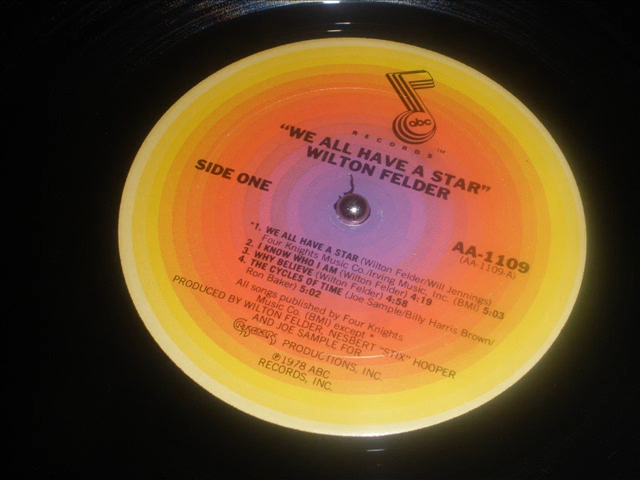 abc
RECORDS™
"WE ALL HAVE A STAR"
WILTON FELDER
SIDE ONE
AA-1109
(AA-1109-A)
*1. WE ALL HAVE A STAR (Wilton Felder/Will Jennings)
Four Knights Music Co./Irving Music, Inc. (BMI) 5:03
2. I KNOW WHO I AM (Wilton Felder) 4:19
3. WHY BELIEVE (Wilton Felder) 4:58
4. THE CYCLES OF TIME (Joe Sample/Billy Harris Brown/
Ron Baker) 5:02
All songs published by Four Knights
Music Co. (BMI) except *
PRODUCED BY WILTON FELDER, NESBERT "STIX" HOOPER
AND JOE SAMPLE FOR
PRODUCTIONS, INC.
℗1978 ABC
RECORDS, INC.